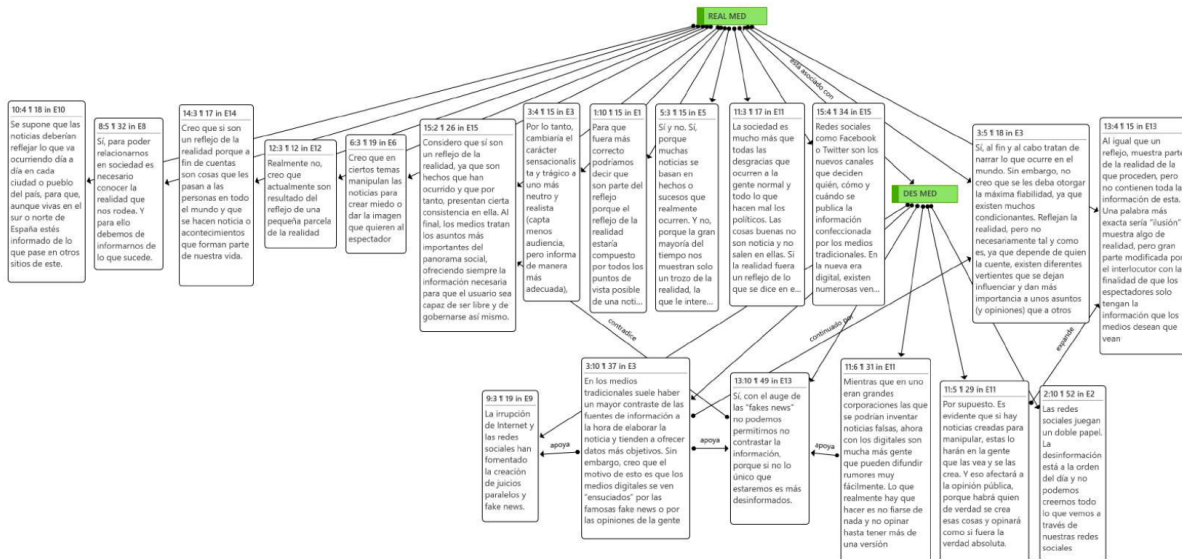 REAL MED
está asociado con
10:4 ¶ 18 in E10
Se supone que las
noticias deberían
reflejar lo que va
ocurriendo día a
día en cada
ciudad o pueblo
del país, para que,
aunque vivas en el
sur o norte de
España estés
informado de lo
que pase en otros
sitios de este.
8:5 ¶ 32 in E8
Sí, para poder
relacionarnos
en sociedad es
necesario
conocer la
realidad que
nos rodea. Y
para ello
debemos de
informarnos de
lo que sucede.
14:3 ¶ 17 in E14
Creo que si son
un reflejo de la
realidad porque a
fin de cuentas
son cosas que les
pasan a las
personas en todo
el mundo y que
se hacen noticia o
acontecimientos
que forman parte
de nuestra vida.
12:3 ¶ 12 in E12
Realmente no,
creo que
actualmente son
resultado del
reflejo de una
pequeña parcela
de la realidad
6:3 ¶ 19 in E6
Creo que en
ciertos temas
manipulan las
noticias para
crear miedo o
dar la imagen
que quieren al
espectador
15:2 ¶ 26 in E15
Considero que sí son
un reflejo de la
realidad, ya que son
hechos que han
ocurrido y que por
tanto, presentan cierta
consistencia en ella. Al
final, los medios tratan
los asuntos más
importantes del
panorama social,
ofreciendo siempre la
información necesaria
para que el usuario sea
capaz de ser libre y de
gobernarse así mismo.
3:4 ¶ 15 in E3
Por lo tanto,
cambiaría el
carácter
sensacionalis
ta y trágico a
uno más
neutro y
realista
(capta
menos
audiencia,
pero informa
de manera
más
adecuada),
1:10 ¶ 15 in E1
Para que
fuera más
correcto
podríamos
decir que
son parte del
reflejo
porque el
reflejo de la
realidad
estaría
compuesto
por todos los
puntos de
vista posible
de una noti...
5:3 ¶ 15 in E5
Sí y no. Sí,
porque
muchas
noticias se
basan en
hechos o
sucesos que
realmente
ocurren. Y no,
porque la gran
mayoría del
tiempo nos
muestran solo
un trozo de la
realidad, la
que le intere...
11:3 ¶ 17 in E11
La sociedad es
mucho más que
todas las
desgracias que
ocurren a la
gente normal y
todo lo que
hacen mal los
políticos. Las
cosas buenas no
son noticia y no
salen en ellas. Si
la realidad fuera
un reflejo de lo
que se dice en e...
15:4 ¶ 34 in E15
Redes sociales
como Facebook
o Twitter son los
nuevos canales
que deciden
quién, cómo y
cuándo se
publica la
información
confeccionada
por los medios
tradicionales. En
la nueva era
digital, existen
numerosas ven...
DES MED
3:5 ¶ 18 in E3
Sí, al fin y al cabo tratan de
narrar lo que ocurre en el
mundo. Sin embargo, no
creo que se les deba otorgar
la máxima fiabilidad, ya que
existen muchos
condicionantes. Reflejan la
realidad, pero no
necesariamente tal y como
es, ya que depende de quien
la cuente, existen diferentes
vertientes que se dejan
influenciar y dan más
importancia a unos asuntos
(y opiniones) que a otros
13:4 ¶ 15 in E13
Al igual que un
reflejo, muestra parte
de la realidad de la
que proceden, pero
no contienen toda la
información de esta.
Una palabra más
exacta sería “ilusión”
muestra algo de
realidad, pero gran
parte modificada por
el interlocutor con la
finalidad de que los
espectadores solo
tengan la
información que los
medios desean que
vean
contradice
continuado por
expande
9:3 ¶ 19 in E9
La irrupción
de Internet y
las redes
sociales han
fomentado la
creación de
juicios
paralelos y
fake news.
apoya
3:10 ¶ 37 in E3
En los medios
tradicionales suele haber
un mayor contraste de las
fuentes de información a
la hora de elaborar la
noticia y tienden a ofrecer
datos más objetivos. Sin
embargo, creo que el
motivo de esto es que los
medios digitales se ven
“ensuciados” por las
famosas fake news o por
las opiniones de la gente
apoya
13:10 ¶ 49 in E13
Sí, con el auge de
las “fakes news”
no podemos
permitirnos no
contrastar la
información,
porque si no lo
único que
estaremos es más
desinformados.
apoya
11:6 ¶ 31 in E11
Mientras que en uno
eran grandes
corporaciones las que
se podrían inventar
noticias falsas, ahora
con los digitales son
mucha más gente
que pueden difundir
rumores muy
fácilmente. Lo que
realmente hay que
hacer es no fiarse de
nada y no opinar
hasta tener más de
una versión
11:5 ¶ 29 in E11
Por supuesto. Es
evidente que si hay
noticias creadas para
manipular, estas lo
harán en la gente
que las vea y se las
crea. Y eso afectará a
la opinión pública,
porque habrá quien
de verdad se crea
esas cosas y opinará
como si fuera la
verdad absoluta.
2:10 ¶ 52 in E2
Las redes
sociales juegan
un doble papel.
La
desinformación
está a la orden
del día y no
podemos
creernos todo
lo que vemos a
través de
nuestras redes
sociales